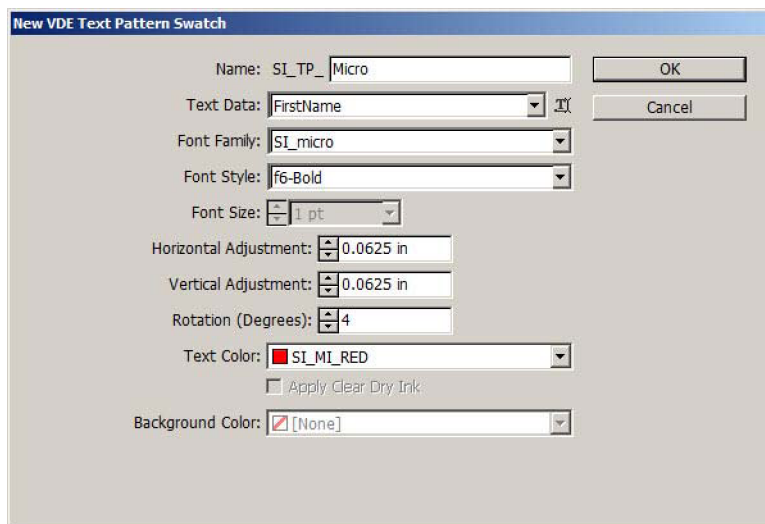 New VDE Text Pattern Swatch
Name: SI_TP_ Micro OK
Text Data: FirstName Cancel
Font Family: SI_micro
Font Style: f6-Bold
Font Size: 1 pt
Horizontal Adjustment: 0.0625 in
Vertical Adjustment: 0.0625 in
Rotation (Degrees): 4
Text Color: SI_MI_RED
Apply Clear Dry Ink
Background Color: [None]